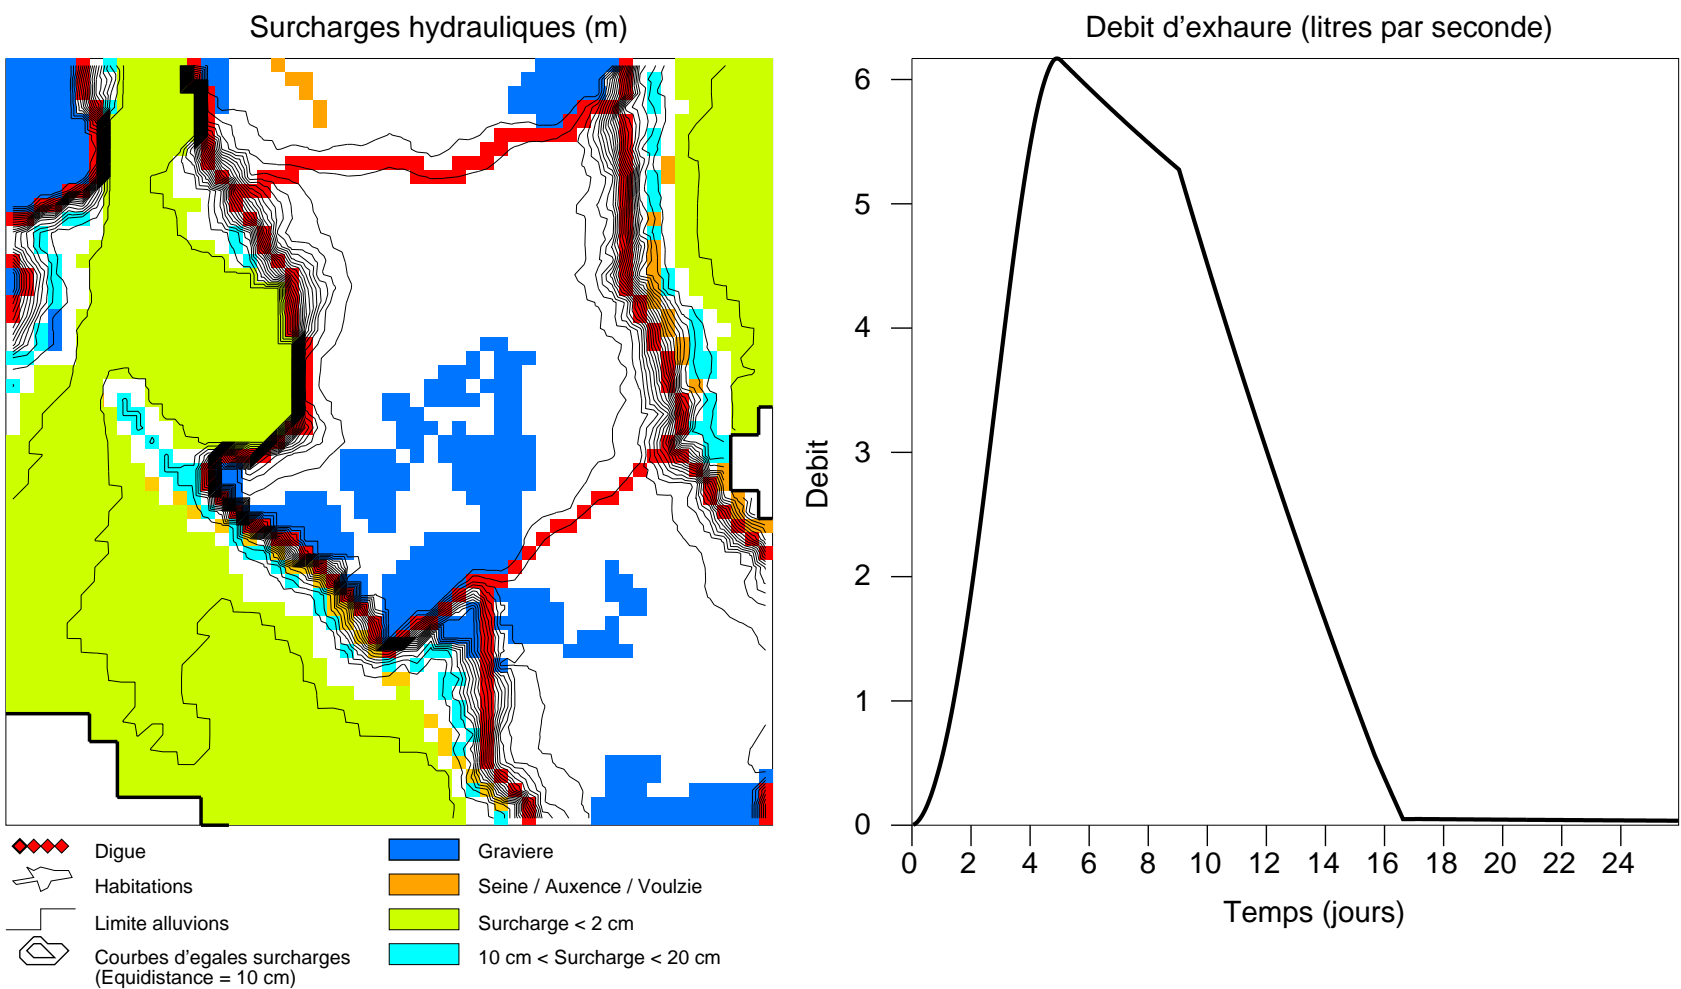 Surcharges hydrauliques (m)
Digue
Habitations
Limite alluvions
Courbes d'egales surcharges
(Equidistance = 10 cm)
Graviere
Seine / Auxence / Voulzie
Surcharge < 2 cm
10 cm < Surcharge < 20 cm
Debit d'exhaure (litres par seconde)
Debit
6
5
4
3
2
1
0
0 2 4 6 8 10 12 14 16 18 20 22 24
Temps (jours)